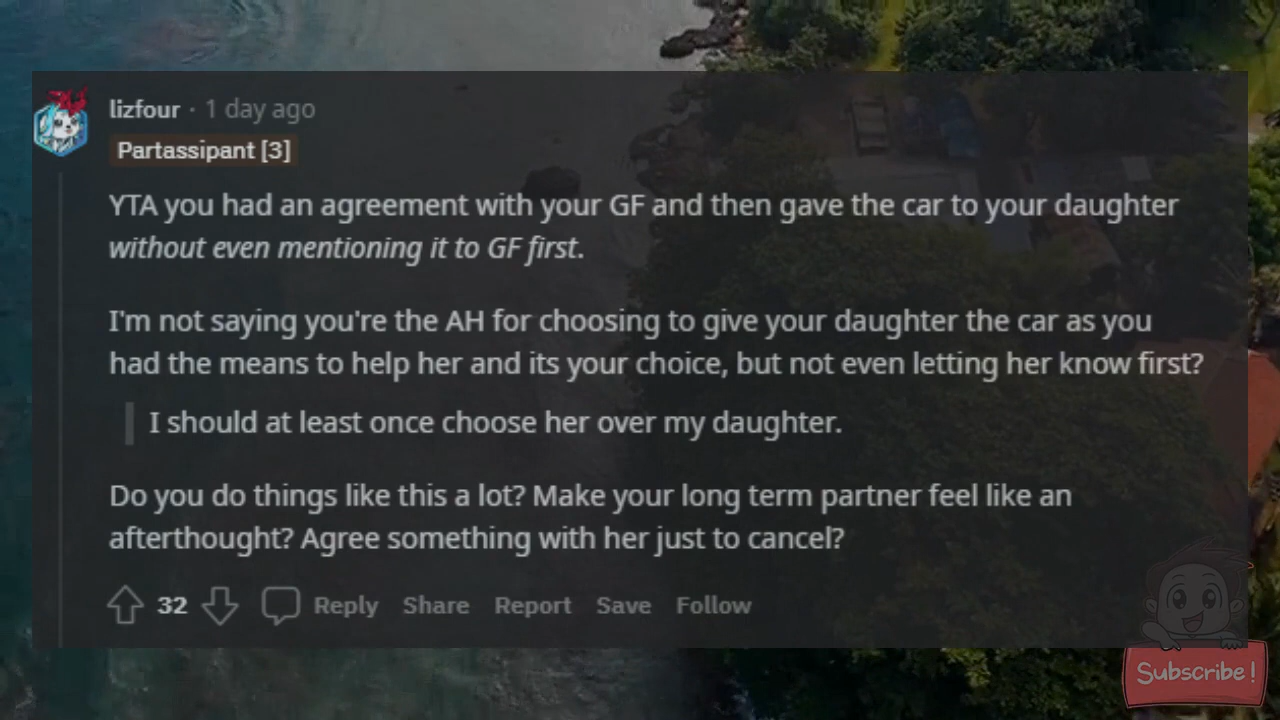 lizfour · 1 day ago
Partassipant [3]
YTA you had an agreement with your GF and then gave the car to your daughter
without even mentioning it to GF first.
I'm not saying you're the AH for choosing to give your daughter the car as you
had the means to help her and its your choice, but not even letting her know first?
I should at least once choose her over my daughter.
Do you do things like this a lot? Make your long term partner feel like an
afterthought? Agree something with her just to cancel?
32 Reply Share Report Save Follow
Subscribe!